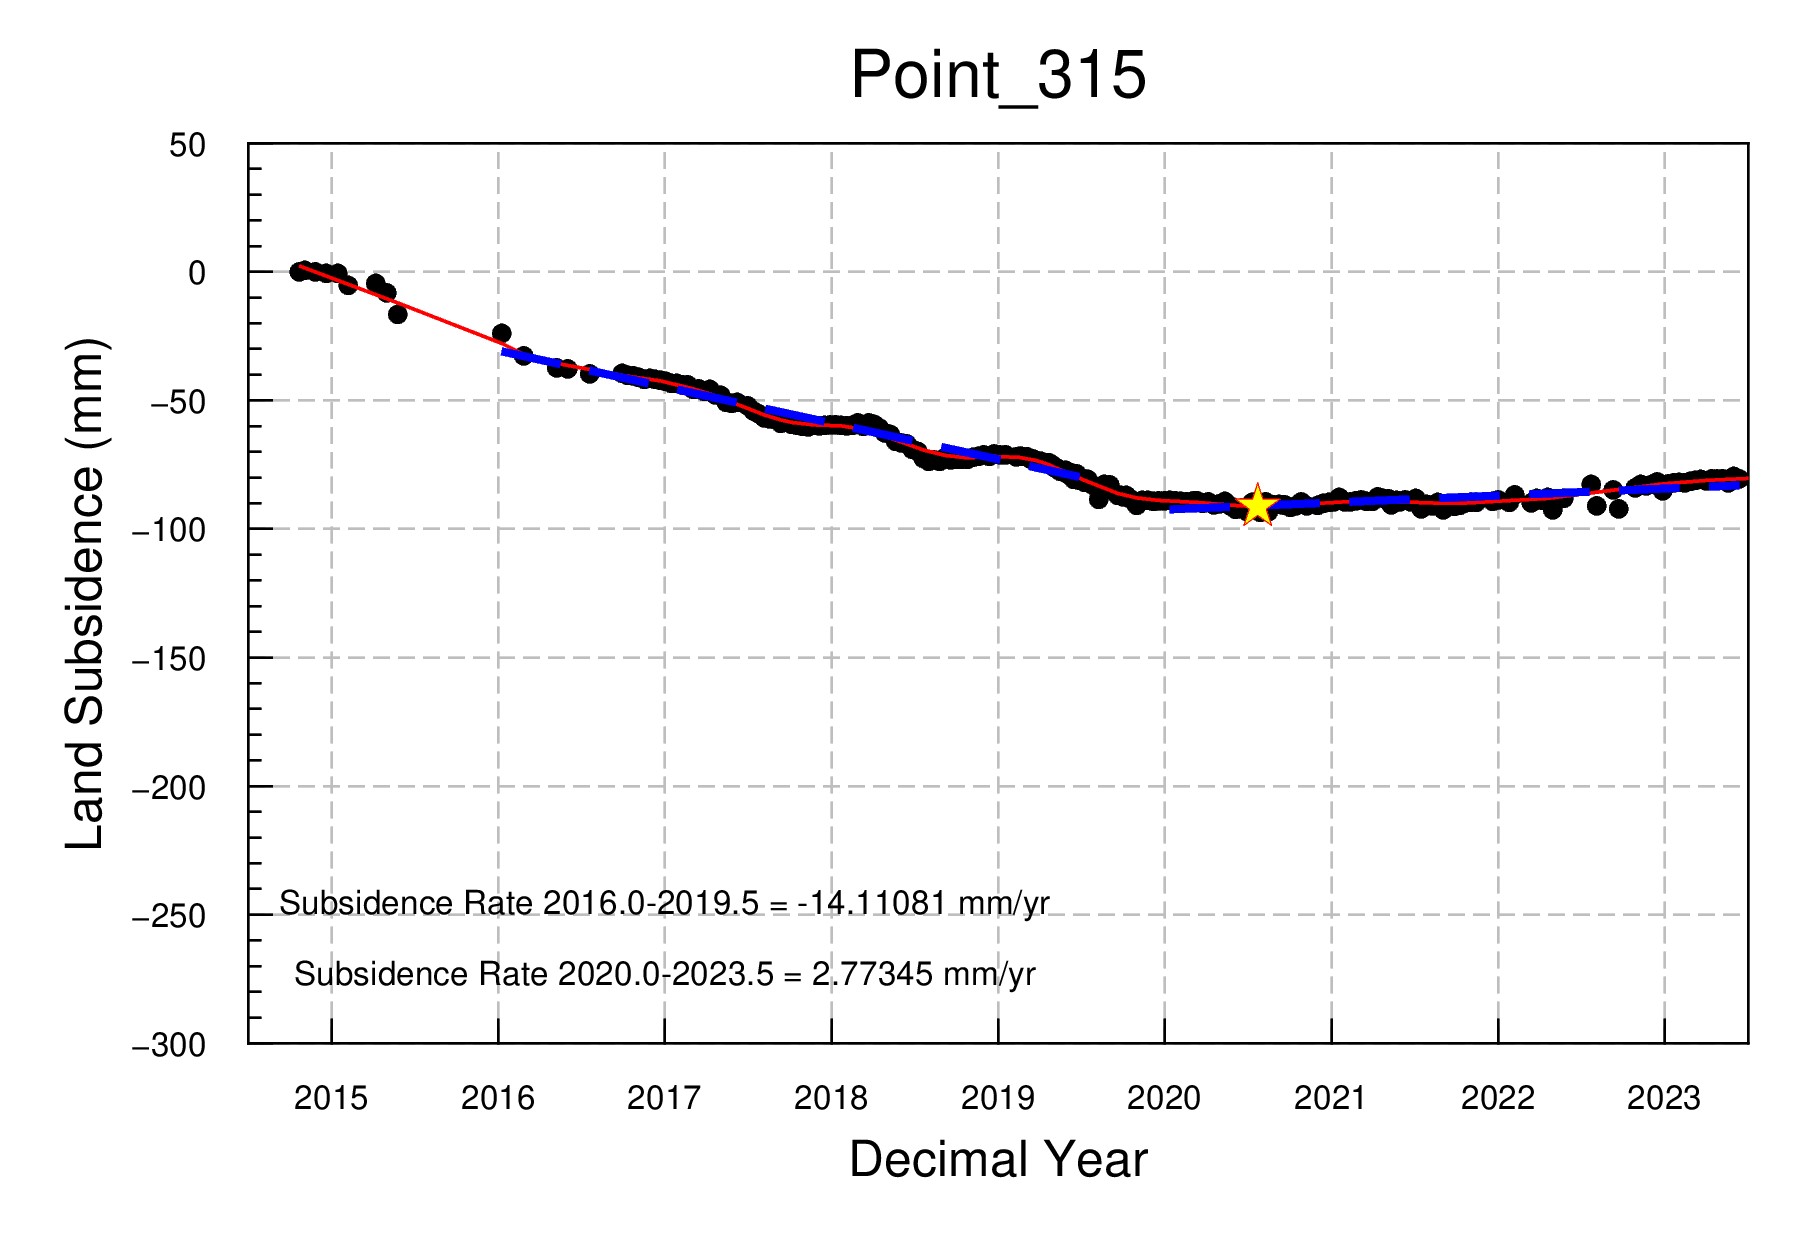 Point_315
50
0
−50
−100
−150
−200
−250
−300
Land Subsidence (mm)
Subsidence Rate 2016.0-2019.5 = -14.11081 mm/yr
Subsidence Rate 2020.0-2023.5 = 2.77345 mm/yr
2015 2016 2017 2018 2019 2020 2021 2022 2023
Decimal Year